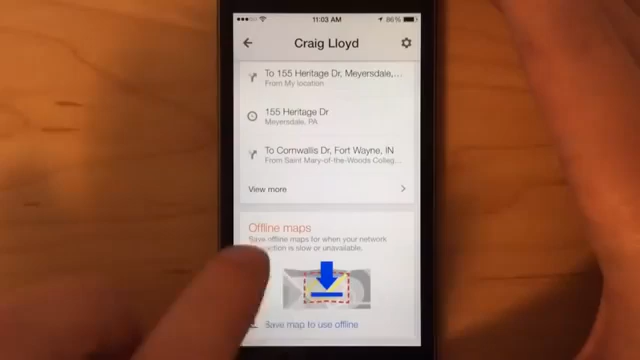 11:03 AM
86%
Craig Lloyd
To 155 Heritage Dr, Meyersdale,...
From My location
155 Heritage Dr
Meyersdale, PA
To Cornwallis Dr, Fort Wayne, IN
From Saint Mary-of-the-Woods Colleg...
View more
Offline maps
Save offline maps for when your network
is slow or unavailable.
Save map to use offline